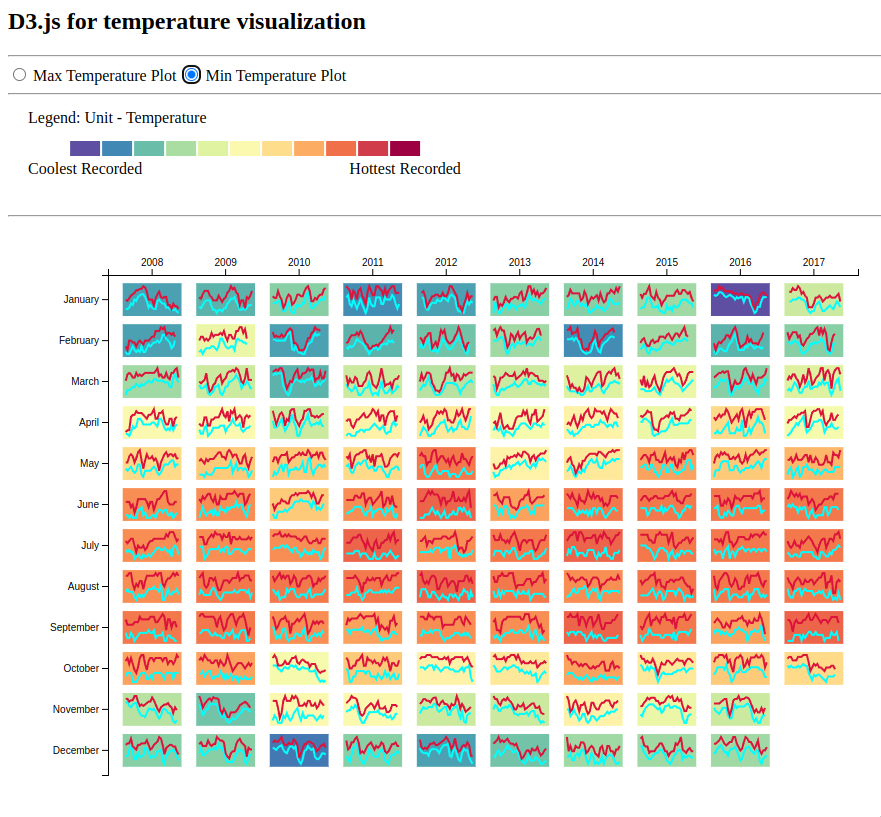 D3.js for temperature visualization
Max Temperature Plot Min Temperature Plot
Legend: Unit - Temperature
Coolest Recorded Hottest Recorded
2008 2009 2010 2011 2012 2013 2014 2015 2016 2017
January
February
March
April
May
June
July
August
September
October
November
December